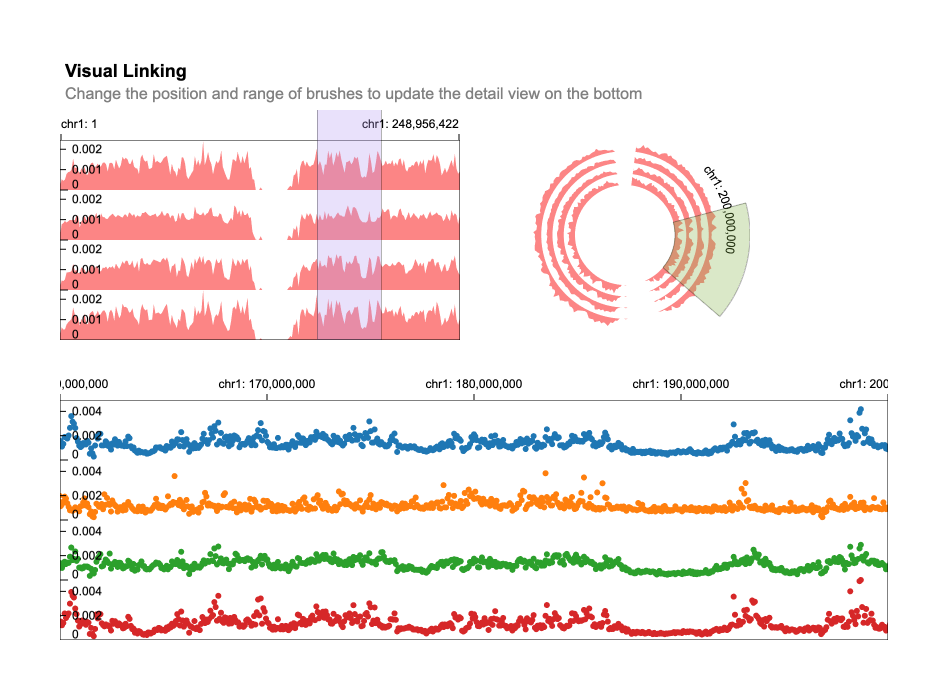 Visual Linking
Change the position and range of brushes to update the detail view on the bottom
chr1: 1
chr1: 248,956,422
0.002
0.001
0
0.002
0.001
0
0.002
0.001
0
0.002
0.001
0
chr1: 200,000,000
0,000,000
chr1: 170,000,000
chr1: 180,000,000
chr1: 190,000,000
chr1: 200
0.004
0.002
0
0.004
0.002
0
0.004
0.002
0
0.004
0.002
0